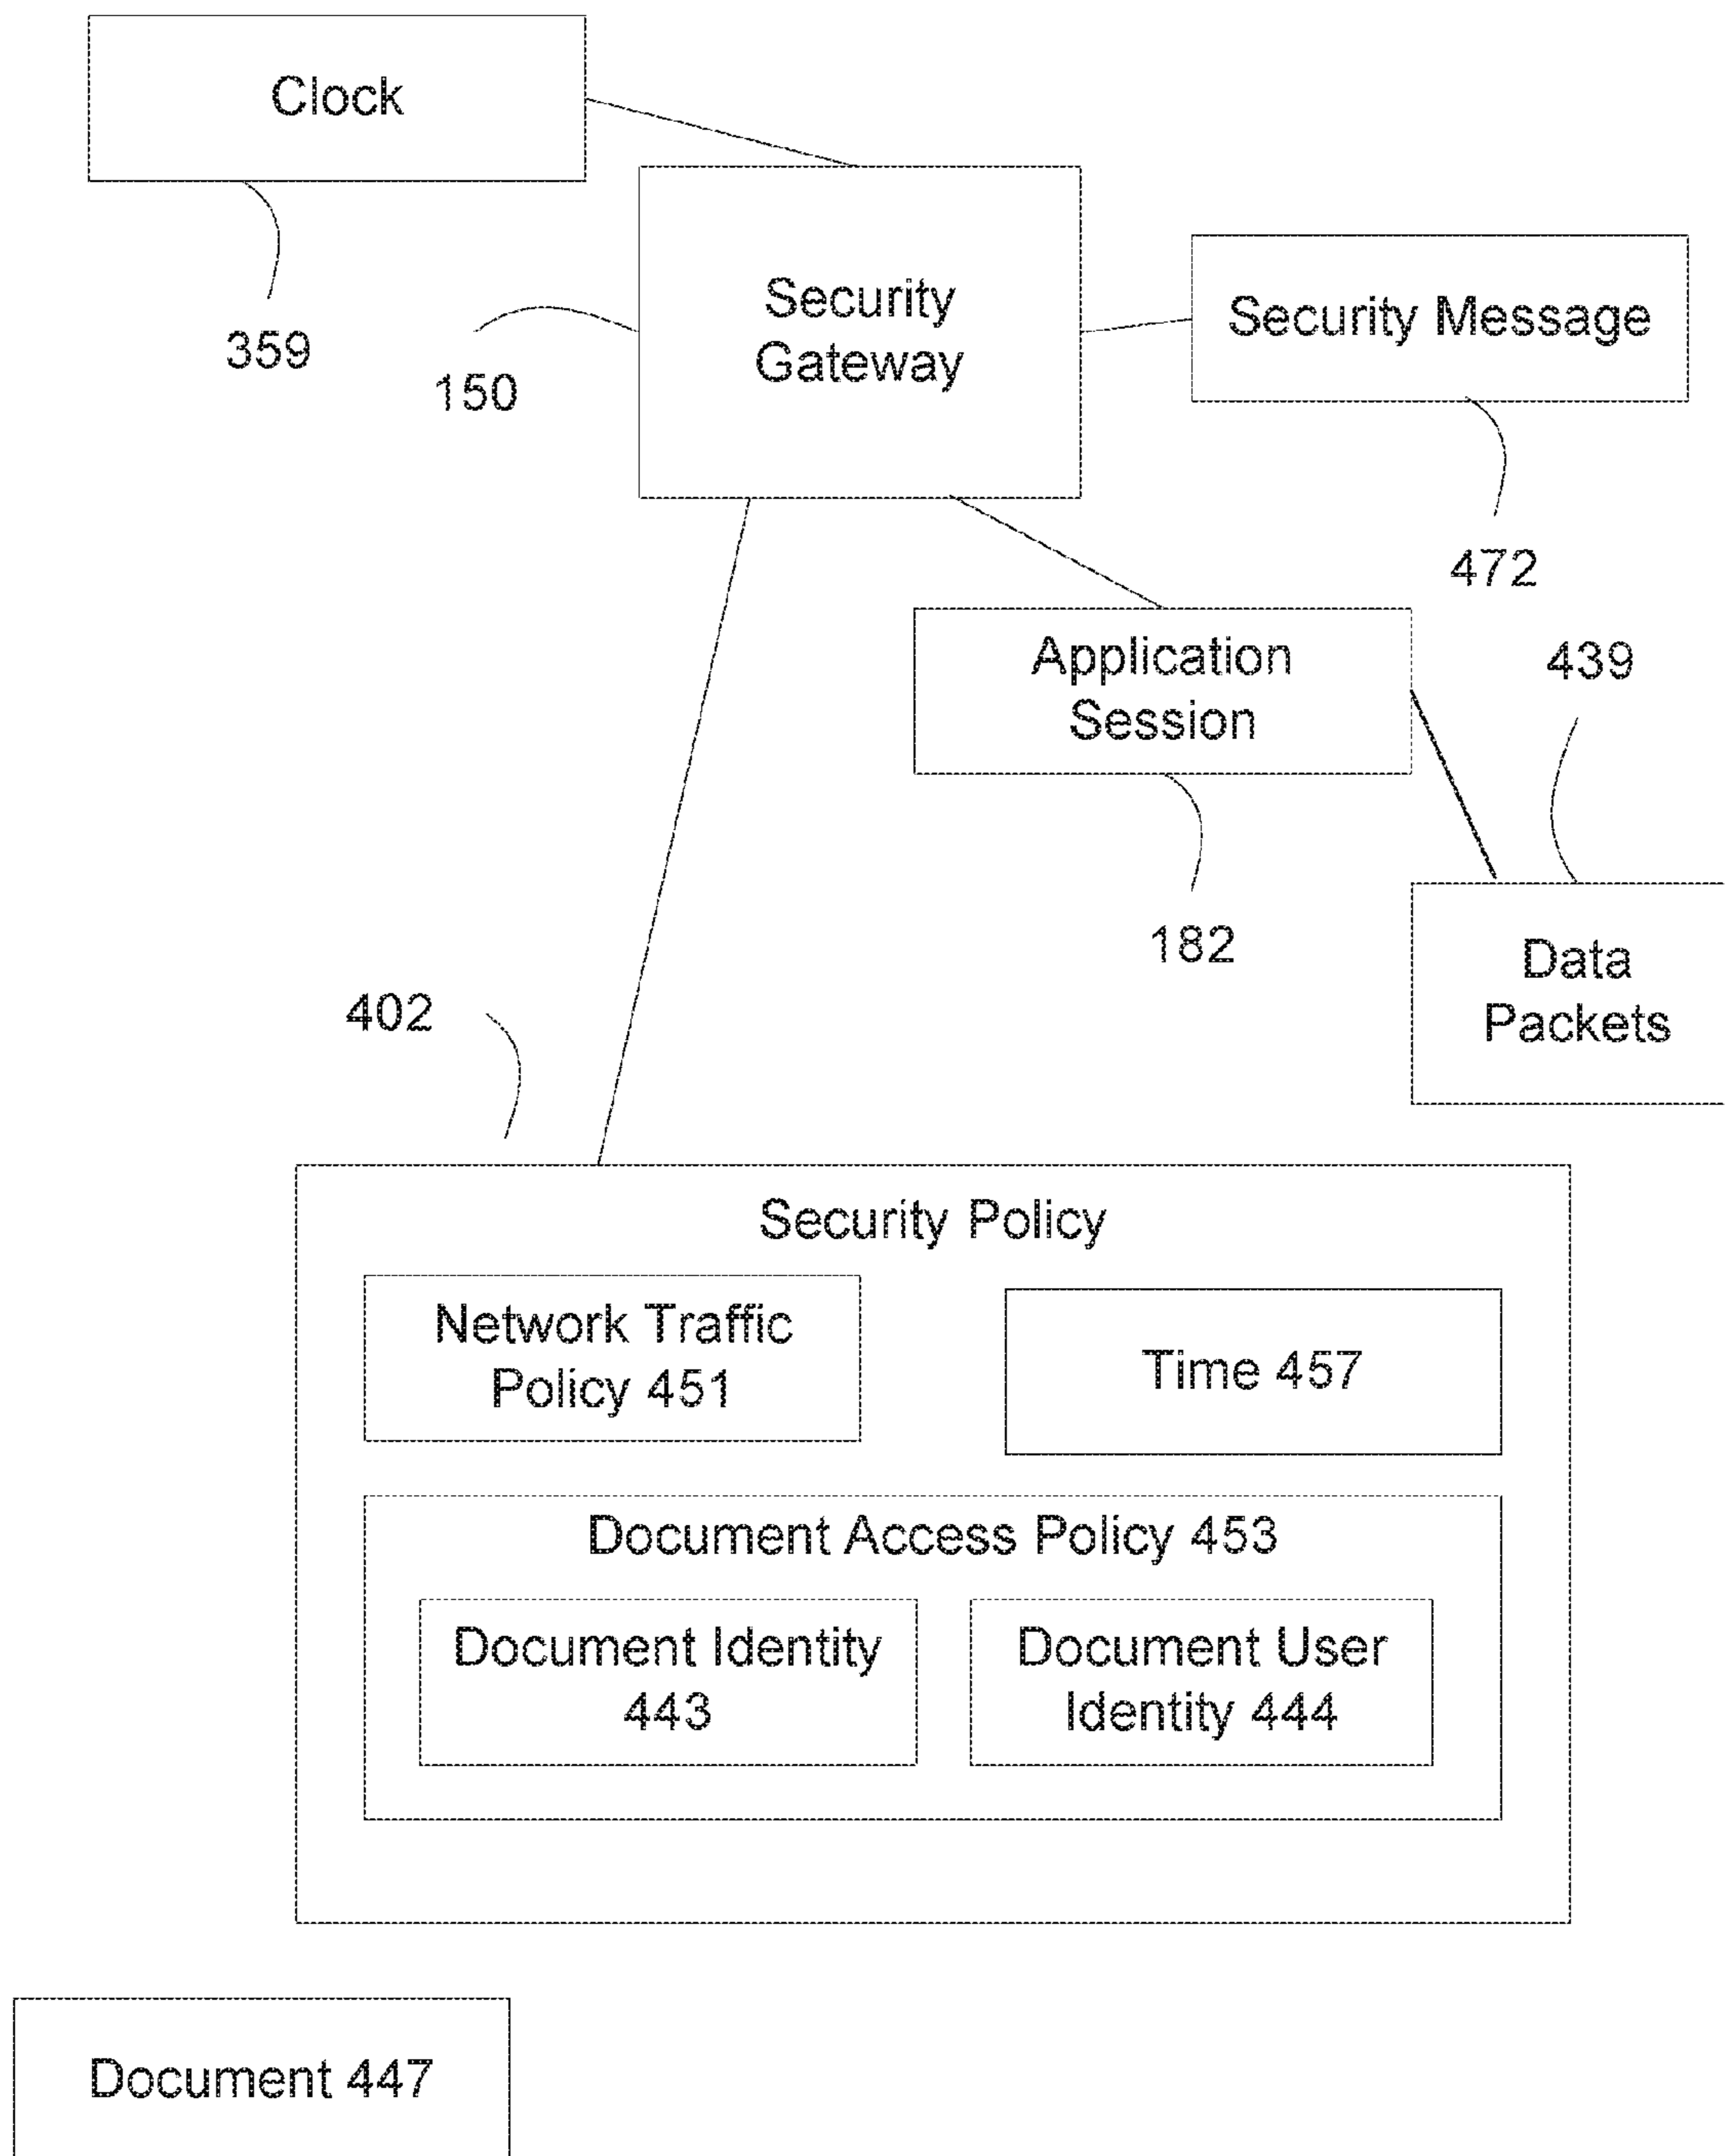 Clock
359
Security
Gateway
150
Security Message
472
Application
Session
182
439
Data
Packets
402
Security Policy
Network Traffic
Policy 451
Time 457
Document Access Policy 453
Document Identity
443
Document User
Identity 444
Document 447